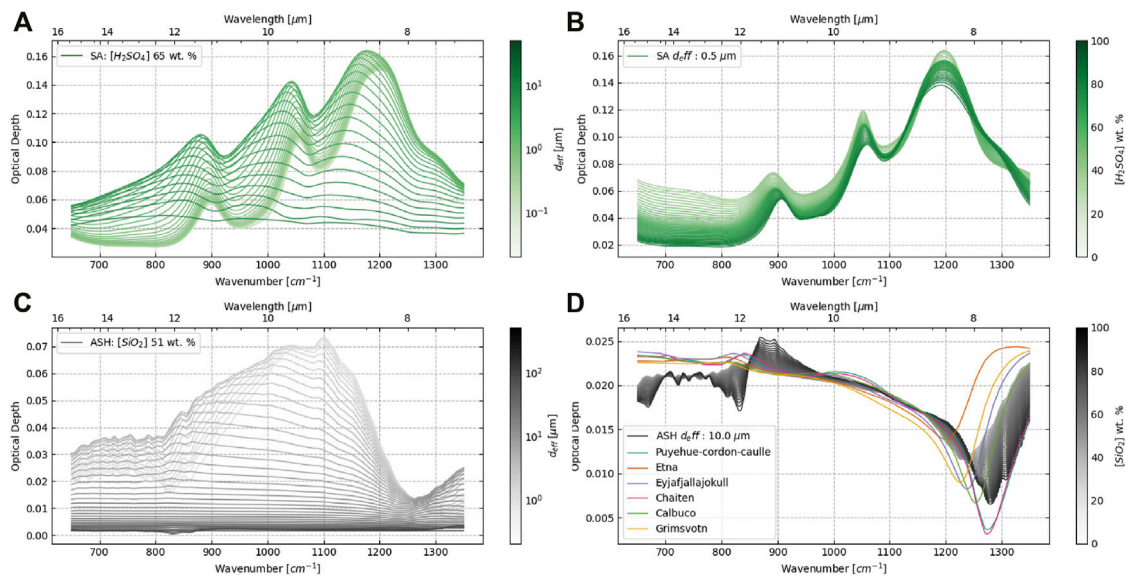 A
Wavelength [μm]
16 14 12 10 8
SA: [H2SO4] 65 wt. %
Optical Depth
0.16
0.14
0.12
0.10
0.08
0.06
0.04
700 800 900 1000 1100 1200 1300
Wavenumber [cm⁻¹]
10¹
10⁰
10⁻¹
deff [μm]
B
Wavelength [μm]
16 14 12 10 8
SA deff : 0.5 μm
Optical Depth
0.16
0.14
0.12
0.10
0.08
0.06
0.04
0.02
700 800 900 1000 1100 1200 1300
Wavenumber [cm⁻¹]
100
80
60
40
20
0
[H2SO4] wt. %
C
Wavelength [μm]
16 14 12 10 8
ASH: [SiO2] 51 wt. %
Optical Depth
0.07
0.06
0.05
0.04
0.03
0.02
0.01
0.00
700 800 900 1000 1100 1200 1300
Wavenumber [cm⁻¹]
10²
10¹
10⁰
deff [μm]
D
Wavelength [μm]
16 14 12 10 8
Optical Depth
0.025
0.020
0.015
0.010
0.005
ASH deff : 10.0 μm
Puyehue-cordon-caulle
Etna
Eyjafjallajokull
Chaiten
Calbuco
Grimsvotn
700 800 900 1000 1100 1200 1300
Wavenumber [cm⁻¹]
100
80
60
40
20
0
[SiO2] wt. %